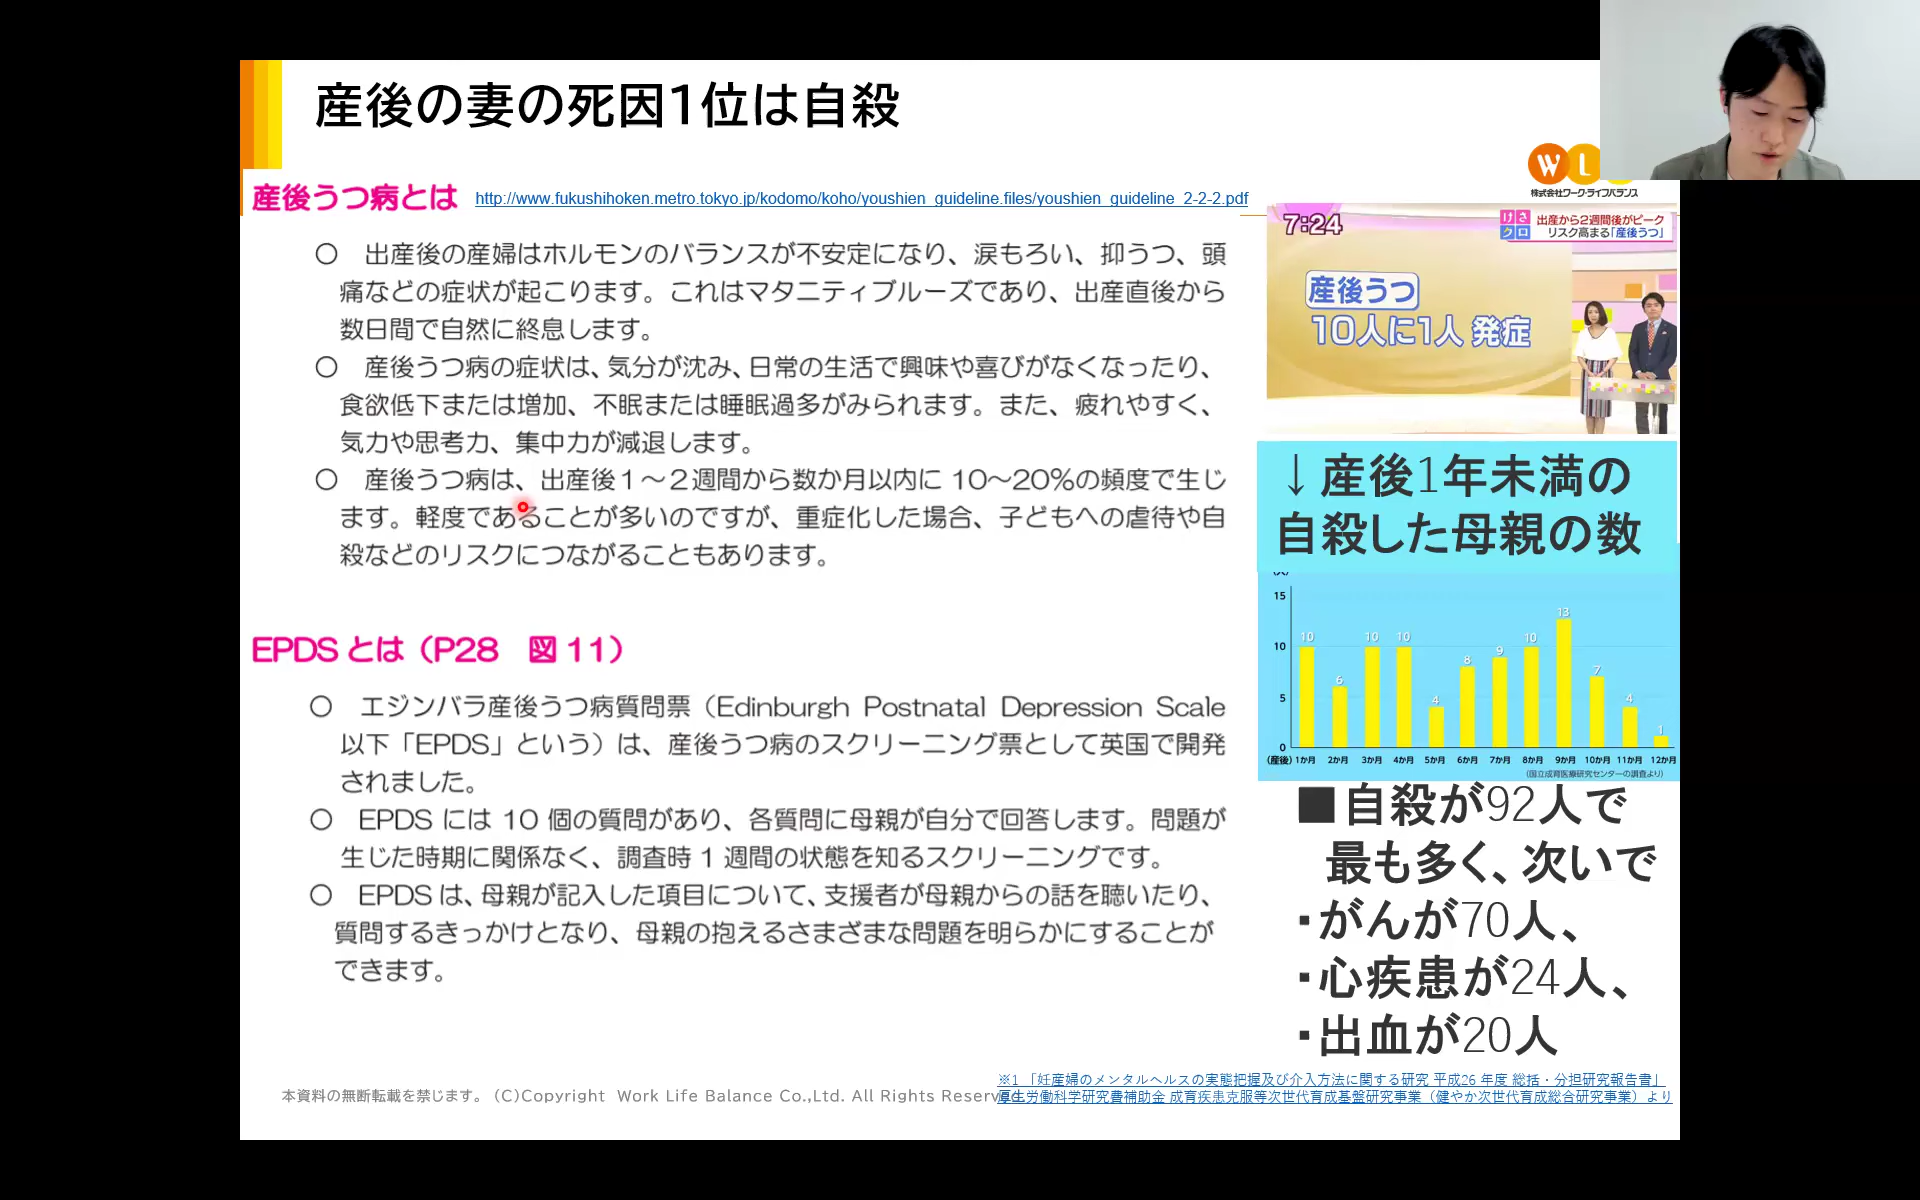 産後の妻の死因1位は自殺
W L
株式会社ワーク・ライフバランス
産後うつ病とは
http://www.fukushihoken.metro.tokyo.jp/kodomo/koho/youshien_guideline.files/youshien_guideline_2-2-2.pdf
○ 出産後の産婦はホルモンのバランスが不安定になり、涙もろい、抑うつ、頭
痛などの症状が起こります。これはマタニティブルーズであり、出産直後から
数日間で自然に終息します。
○ 産後うつ病の症状は、気分が沈み、日常の生活で興味や喜びがなくなったり、
食欲低下または増加、不眠または睡眠過多がみられます。また、疲れやすく、
気力や思考力、集中力が減退します。
○ 産後うつ病は、出産後1～2週間から数か月以内に 10～20%の頻度で生じ
ます。軽度であることが多いのですが、重症化した場合、子どもへの虐待や自
殺などのリスクにつながることもあります。
EPDS とは（P28 図 11）
○ エジンバラ産後うつ病質問票（Edinburgh Postnatal Depression Scale
以下「EPDS」という）は、産後うつ病のスクリーニング票として英国で開発
されました。
○ EPDS には 10 個の質問があり、各質問に母親が自分で回答します。問題が
生じた時期に関係なく、調査時 1 週間の状態を知るスクリーニングです。
○ EPDS は、母親が記入した項目について、支援者が母親からの話を聴いたり、
質問するきっかけとなり、母親の抱えるさまざまな問題を明らかにすることが
できます。
7:24
けさクロ
出産から2週間後がピーク
リスク高まる「産後うつ」
産後うつ
10人に1人 発症
↓産後1年未満の
自殺した母親の数
15
10
5
0
10 6 10 10 4 8 9 10 13 7 4 1
(産後) 1か月 2か月 3か月 4か月 5か月 6か月 7か月 8か月 9か月 10か月 11か月 12か月
(国立成育医療研究センターの調査より)
■自殺が92人で
最も多く、次いで
・がんが70人、
・心疾患が24人、
・出血が20人
※1 「妊産婦のメンタルヘルスの実態把握及び介入方法に関する研究 平成26 年度 総括・分担研究報告書」
厚生労働科学研究費補助金 成育疾患克服等次世代育成基盤研究事業（健やか次世代育成総合研究事業）より
本資料の無断転載を禁じます。（C)Copyright Work Life Balance Co.,Ltd. All Rights Reserved.